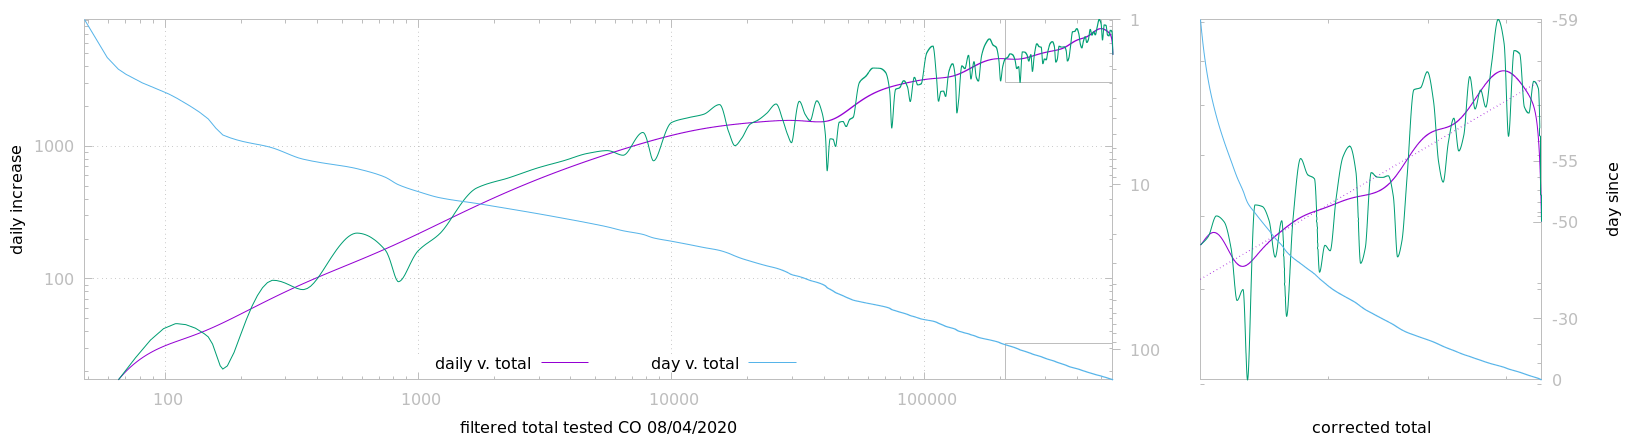 daily increase
1000
100
100
1000
10000
100000
1
10
100
daily v. total
day v. total
filtered total tested CO 08/04/2020
-59
-55
-50
-30
0
day since
corrected total